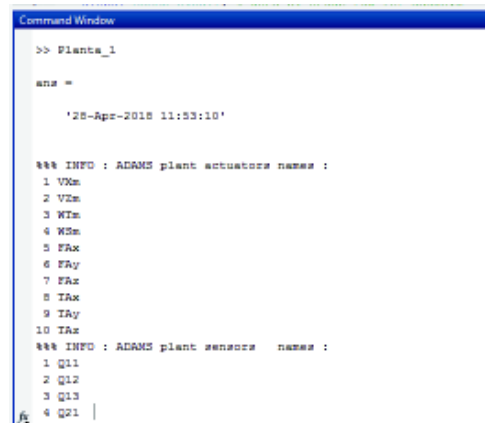 Command Window
>> Planta_1
ans =
'28-Apr-2018 11:53:10'
%%% INFO : ADAMS plant actuators names :
1 VXm
2 VZm
3 WTm
4 WSm
5 FAx
6 FAy
7 FAz
8 TAx
9 TAy
10 TAz
%%% INFO : ADAMS plant sensors names :
1 Q11
2 Q12
3 Q13
4 Q21
fx